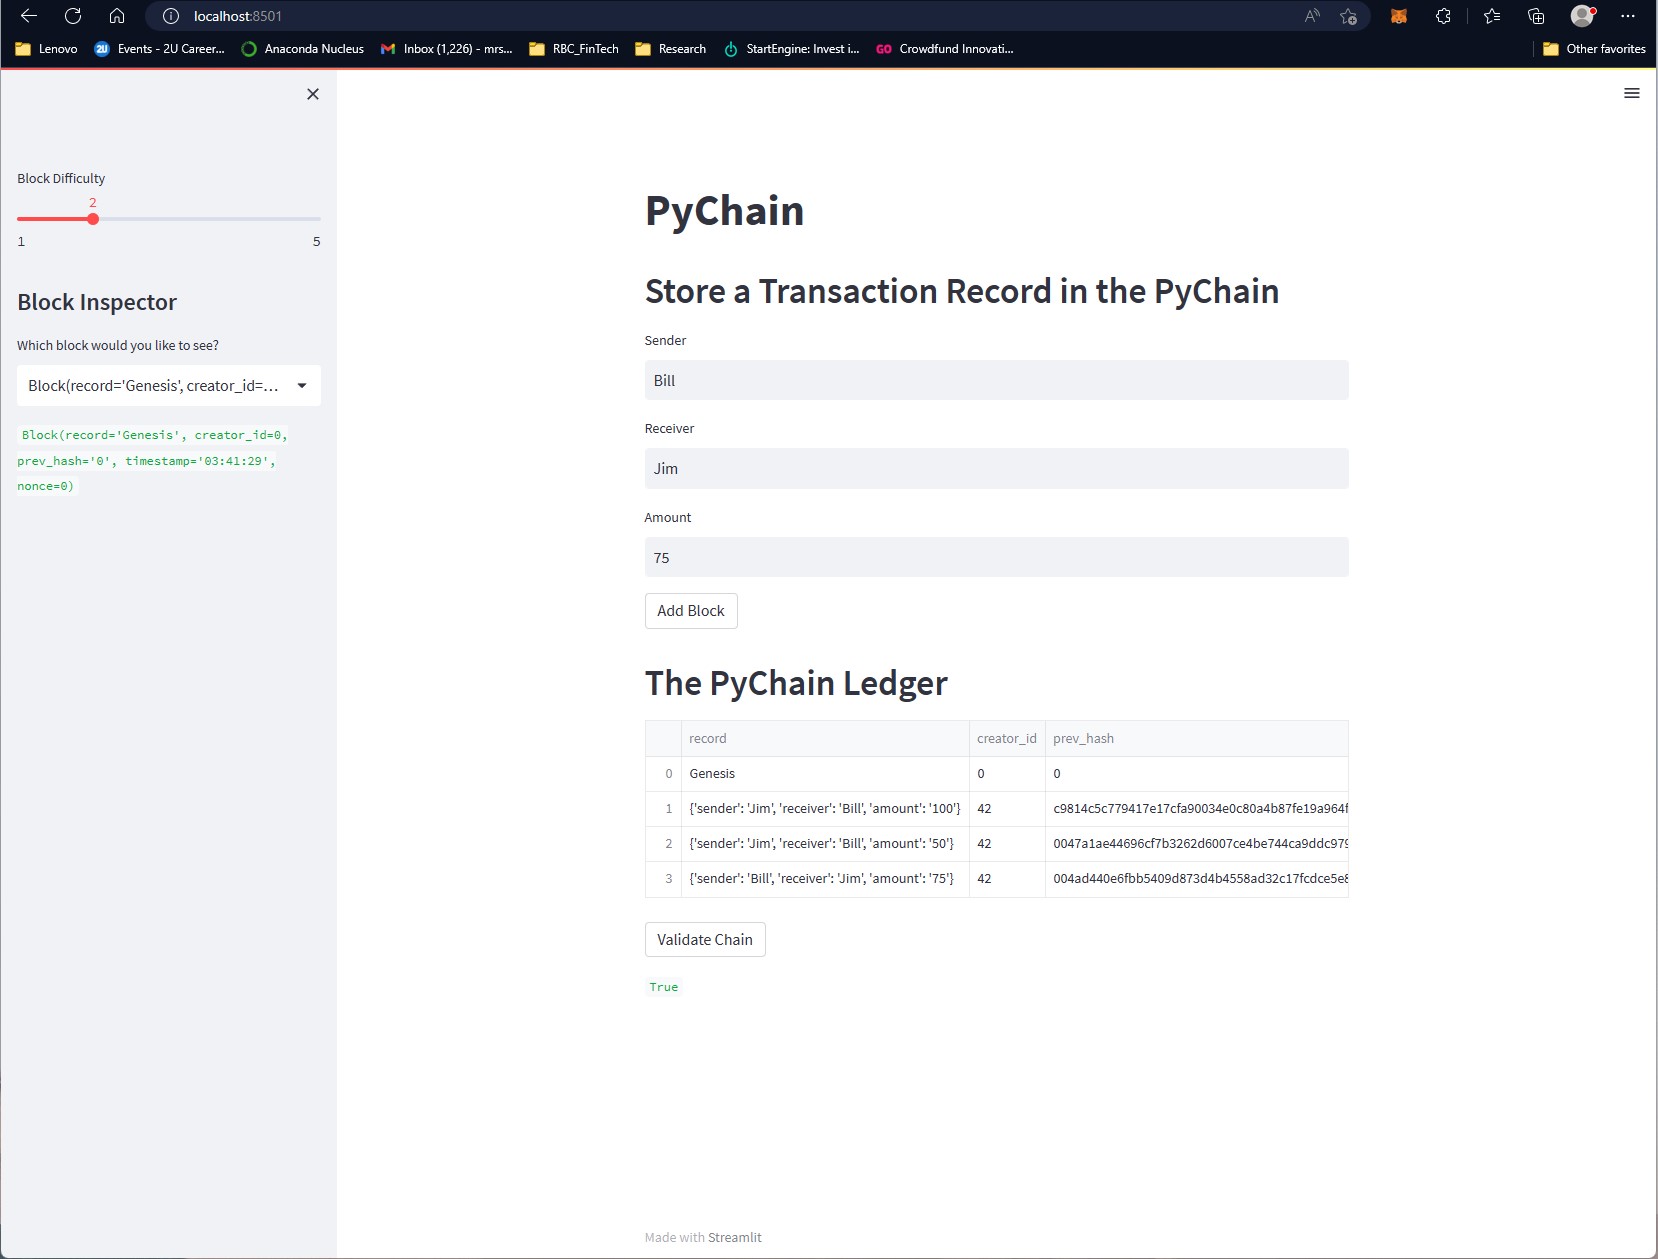 localhost:8501
Lenovo
2U Events - 2U Career...
Anaconda Nucleus
Inbox (1,226) - mrs...
RBC_FinTech
Research
StartEngine: Invest i...
GO Crowdfund Innovati...
Other favorites
Block Difficulty
2
1 5
Block Inspector
Which block would you like to see?
Block(record='Genesis', creator_id=...
Block(record='Genesis', creator_id=0,
prev_hash='0', timestamp='03:41:29',
nonce=0)
PyChain
Store a Transaction Record in the PyChain
Sender
Bill
Receiver
Jim
Amount
75
Add Block
The PyChain Ledger
record creator_id prev_hash
0 Genesis 0 0
1 {'sender': 'Jim', 'receiver': 'Bill', 'amount': '100'} 42 c9814c5c779417e17cfa90034e0c80a4b87fe19a964f
2 {'sender': 'Jim', 'receiver': 'Bill', 'amount': '50'} 42 0047a1ae44696cf7b3262d6007ce4be744ca9ddc979
3 {'sender': 'Bill', 'receiver': 'Jim', 'amount': '75'} 42 004ad440e6fbb5409d873d4b4558ad32c17fcdce5e8
Validate Chain
True
Made with Streamlit